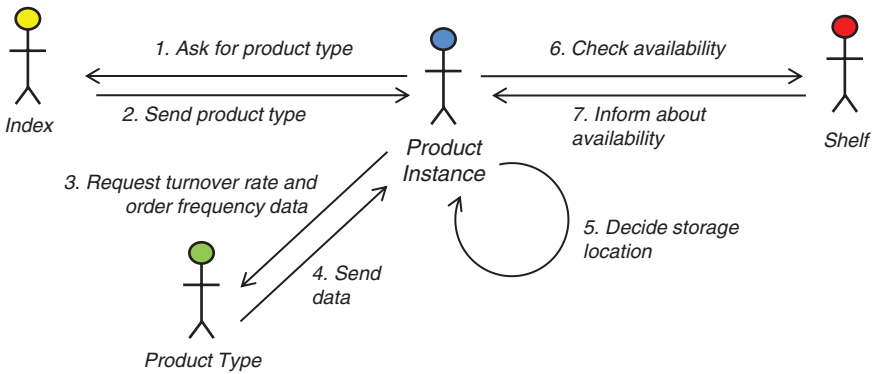 1. Ask for product type
6. Check availability
2. Send product type
7. Inform about
availability
Index
Shelf
Product
Instance
3. Request turnover rate and
order frequency data
5. Decide storage
location
4. Send
data
Product Type